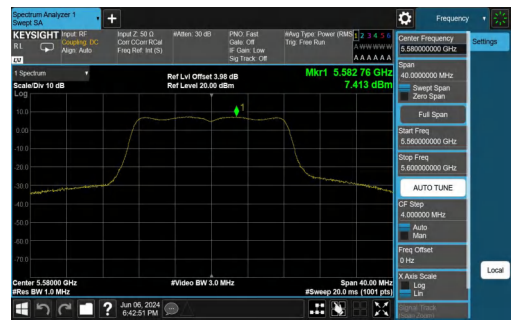 Spectrum Analyzer 1
Swept SA
Frequency
KEYSIGHT
Input: RF
Coupling: DC
Align: Auto
Input Z: 50 Ω
Corr CCorr RCal
Freq Ref: Int (S)
#Atten: 30 dB
PNO: Fast
Gate: Off
IF Gain: Low
Sig Track: Off
#Avg Type: Power (RMS
Trig: Free Run
1 2 3 4 5 6
A W W W W W
A A A A A A
RL
LV
1 Spectrum
Scale/Div 10 dB
Log
Ref Lvl Offset 3.98 dB
Ref Level 20.00 dBm
Mkr1 5.582 76 GHz
7.413 dBm
1
10.0
0.00
-10.0
-20.0
-30.0
-40.0
-50.0
-60.0
-70.0
Center 5.58000 GHz
#Res BW 1.0 MHz
#Video BW 3.0 MHz
Span 40.00 MHz
#Sweep 20.0 ms (1001 pts)
Jun 06, 2024
6:42:51 PM
Center Frequency
5.580000000 GHz
Settings
Span
40.0000000 MHz
Swept Span
Zero Span
Full Span
Start Freq
5.560000000 GHz
Stop Freq
5.600000000 GHz
AUTO TUNE
CF Step
4.000000 MHz
Auto
Man
Freq Offset
0 Hz
X Axis Scale
Log
Lin
Local
Signal Track